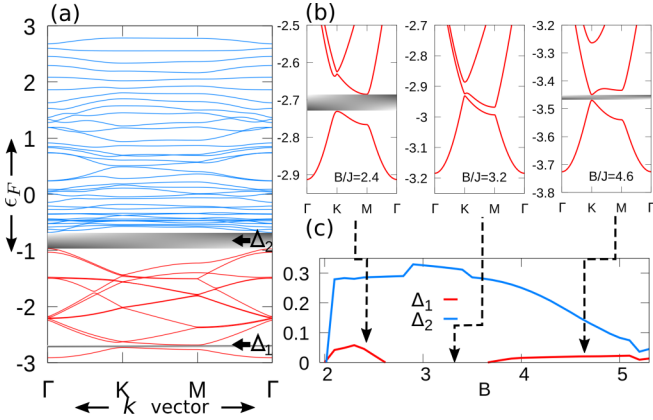 (a)
3
2
1
0
-1
-2
-3
ϵF
Δ2
Δ1
Γ K M Γ
k vector
(b)
-2.5
-2.6
-2.7
-2.8
-2.9
B/J=2.4
Γ K M Γ
-2.7
-2.8
-2.9
-3
-3.1
-3.2
B/J=3.2
Γ K M Γ
-3.2
-3.3
-3.4
-3.5
-3.6
-3.7
-3.8
B/J=4.6
Γ K M Γ
(c)
0.3
0.2
0.1
0
Δ1
Δ2
2 3 4 5
B